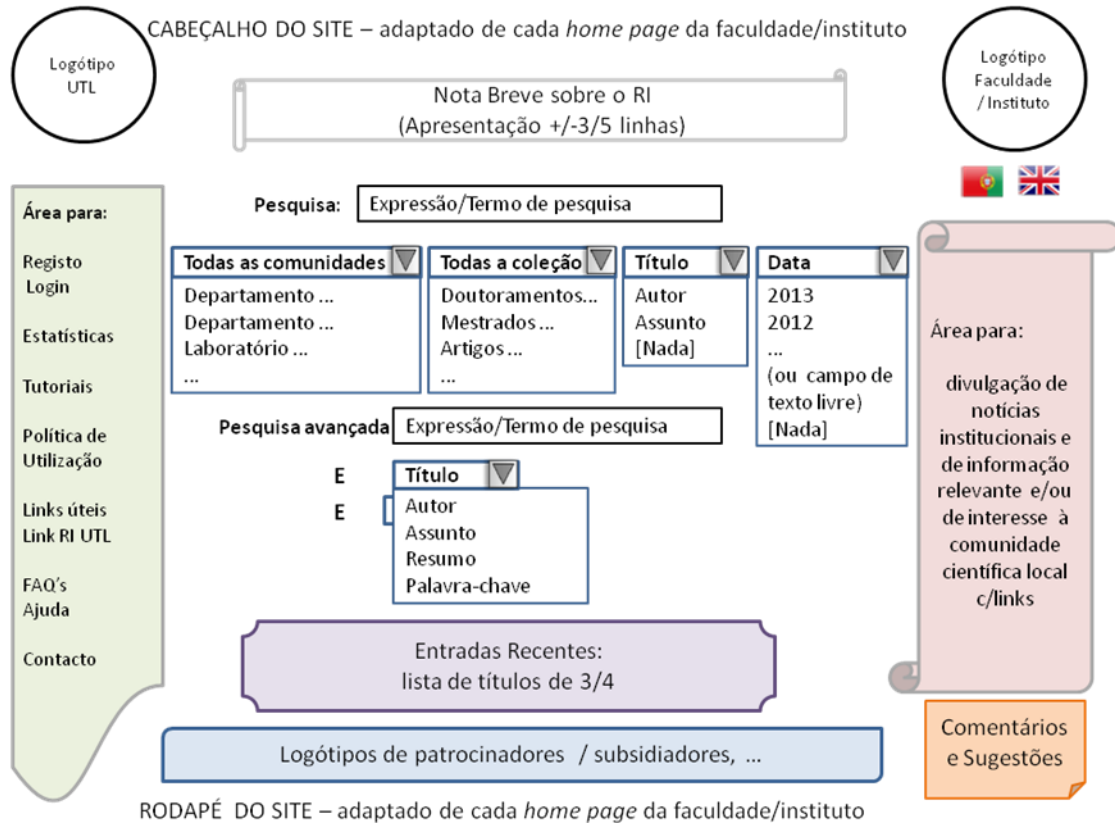 CABEÇALHO DO SITE – adaptado de cada home page da faculdade/instituto
Logótipo
UTL
Logótipo
Faculdade
/ Instituto
Nota Breve sobre o RI
(Apresentação +/-3/5 linhas)
Área para:
Registo
Login
Estatísticas
Tutoriais
Política de
Utilização
Links úteis
Link RI UTL
FAQ's
Ajuda
Contacto
Pesquisa:
Expressão/Termo de pesquisa
Todas as comunidades
Departamento ...
Departamento ...
Laboratório ...
...
Todas a coleção
Doutoramentos...
Mestrados ...
Artigos ...
...
Título
Autor
Assunto
[Nada]
Data
2013
2012
...
(ou campo de
texto livre)
[Nada]
Pesquisa avançada
Expressão/Termo de pesquisa
E
E
Título
Autor
Assunto
Resumo
Palavra-chave
Área para:
divulgação de
notícias
institucionais e
de informação
relevante e/ou
de interesse à
comunidade
científica local
c/links
Entradas Recentes:
lista de títulos de 3/4
Logótipos de patrocinadores / subsidiadores, ...
Comentários
e Sugestões
RODAPÉ DO SITE – adaptado de cada home page da faculdade/instituto